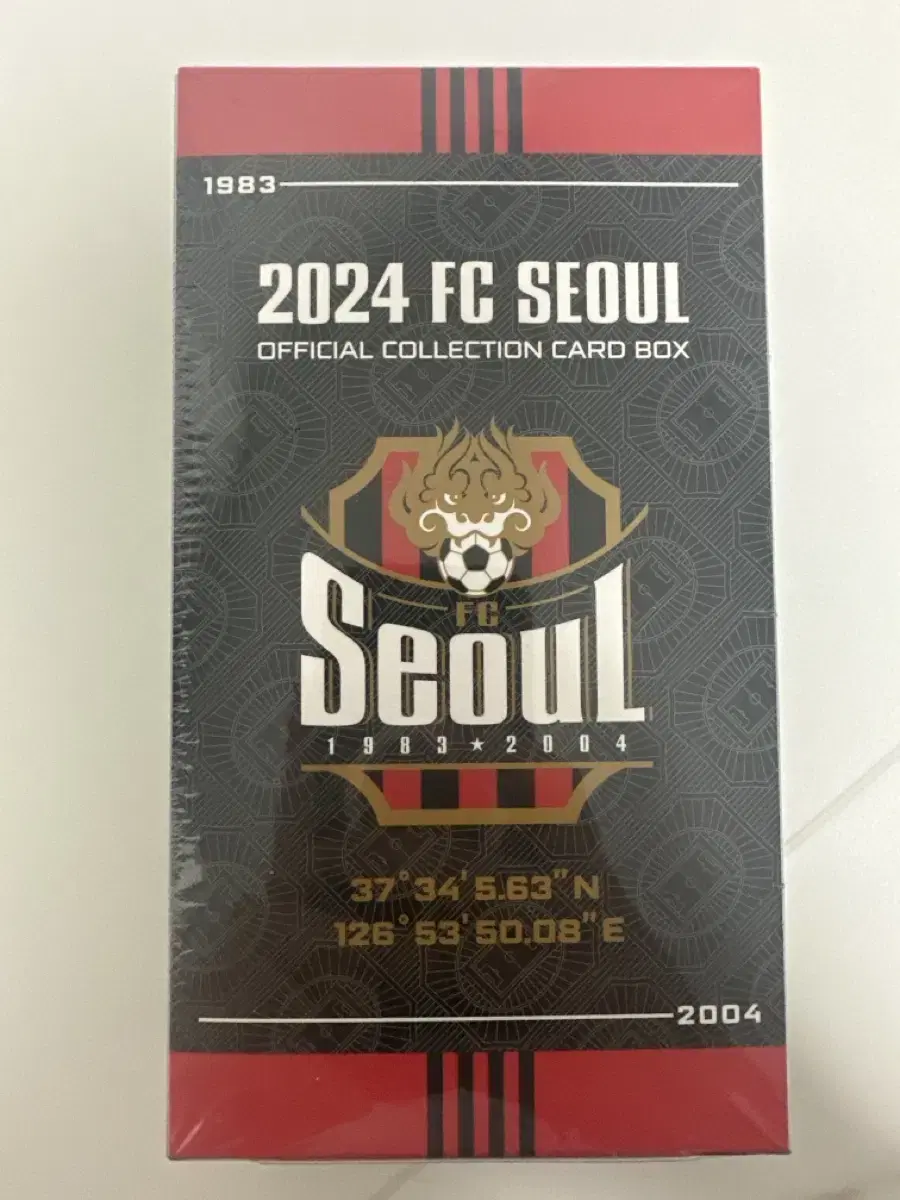 1983
2024 FC SEOUL
OFFICIAL COLLECTION CARD BOX
FC
Seoul
1983★2004
37°34'5.63"N
126°53'50.08"E
2004